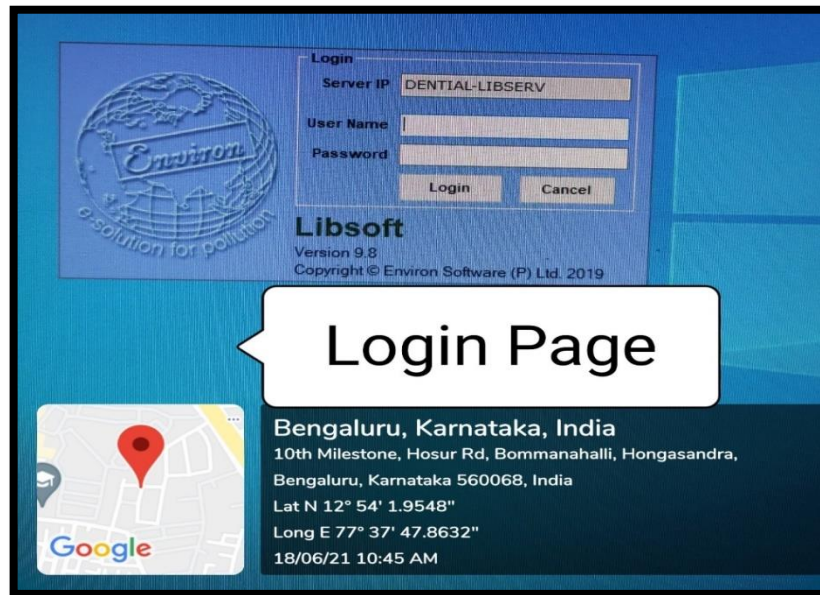 Login
Server IP DENTIAL-LIBSERV
User Name
Password
Login Cancel
Environ
e-solution for pollution
Libsoft
Version 9.8
Copyright © Environ Software (P) Ltd. 2019
Login Page
Bengaluru, Karnataka, India
10th Milestone, Hosur Rd, Bommanahalli, Hongasandra,
Bengaluru, Karnataka 560068, India
Lat N 12° 54' 1.9548"
Long E 77° 37' 47.8632"
18/06/21 10:45 AM
Google